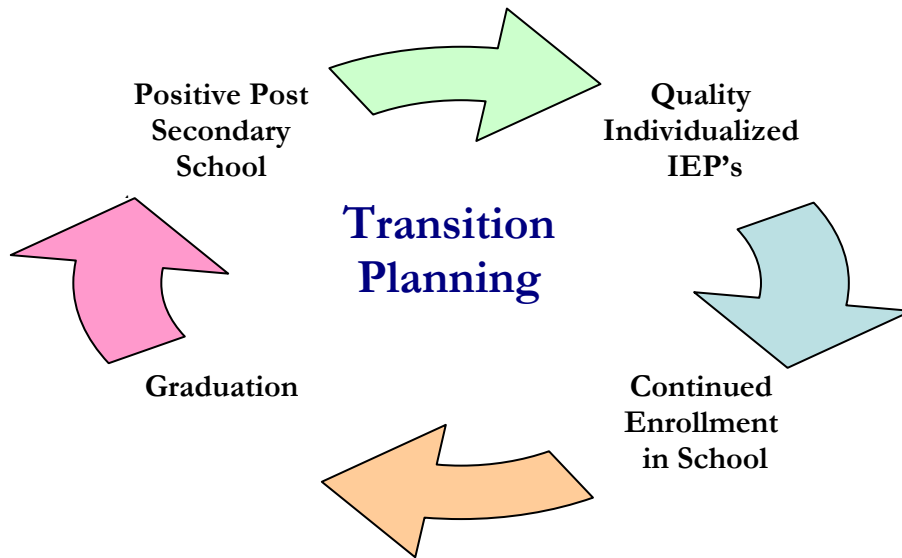 Positive Post
Secondary
School
Quality
Individualized
IEP's
Transition
Planning
Graduation
Continued
Enrollment
in School